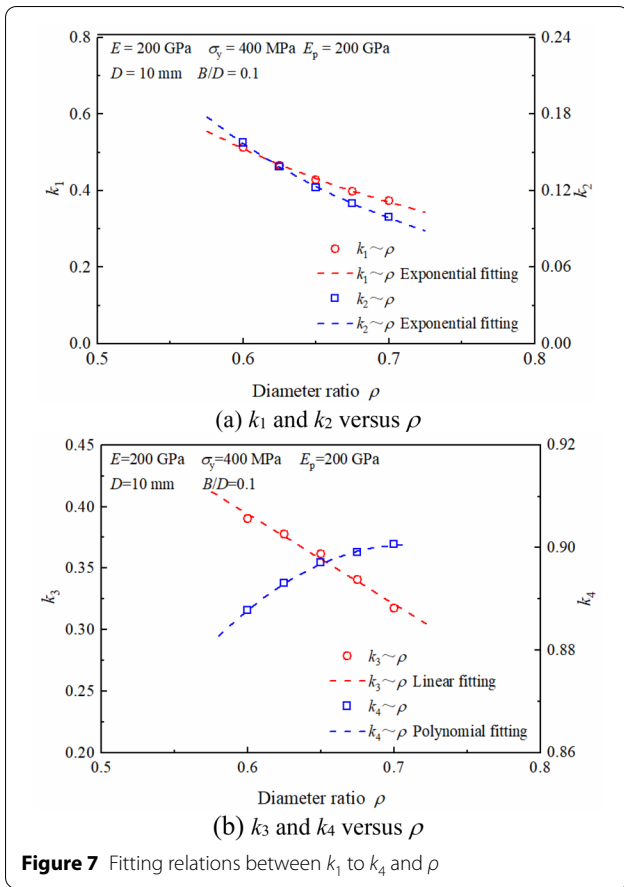 E = 200 GPa σy = 400 MPa Ep = 200 GPa
D = 10 mm B/D = 0.1
0.8
0.6
0.4
0.2
0.0
k1
0.24
0.18
0.12
0.06
0.00
k2
k1～ρ
k1～ρ Exponential fitting
k2～ρ
k2～ρ Exponential fitting
0.5 0.6 0.7 0.8
Diameter ratio ρ
(a) k1 and k2 versus ρ
E=200 GPa σy=400 MPa Ep=200 GPa
D=10 mm B/D=0.1
0.45
0.40
0.35
0.30
0.25
0.20
k3
0.92
0.90
0.88
0.86
k4
k3～ρ
k3～ρ Linear fitting
k4～ρ
k4～ρ Polynomial fitting
0.5 0.6 0.7 0.8
Diameter ratio ρ
(b) k3 and k4 versus ρ
Figure 7 Fitting relations between k1 to k4 and ρ